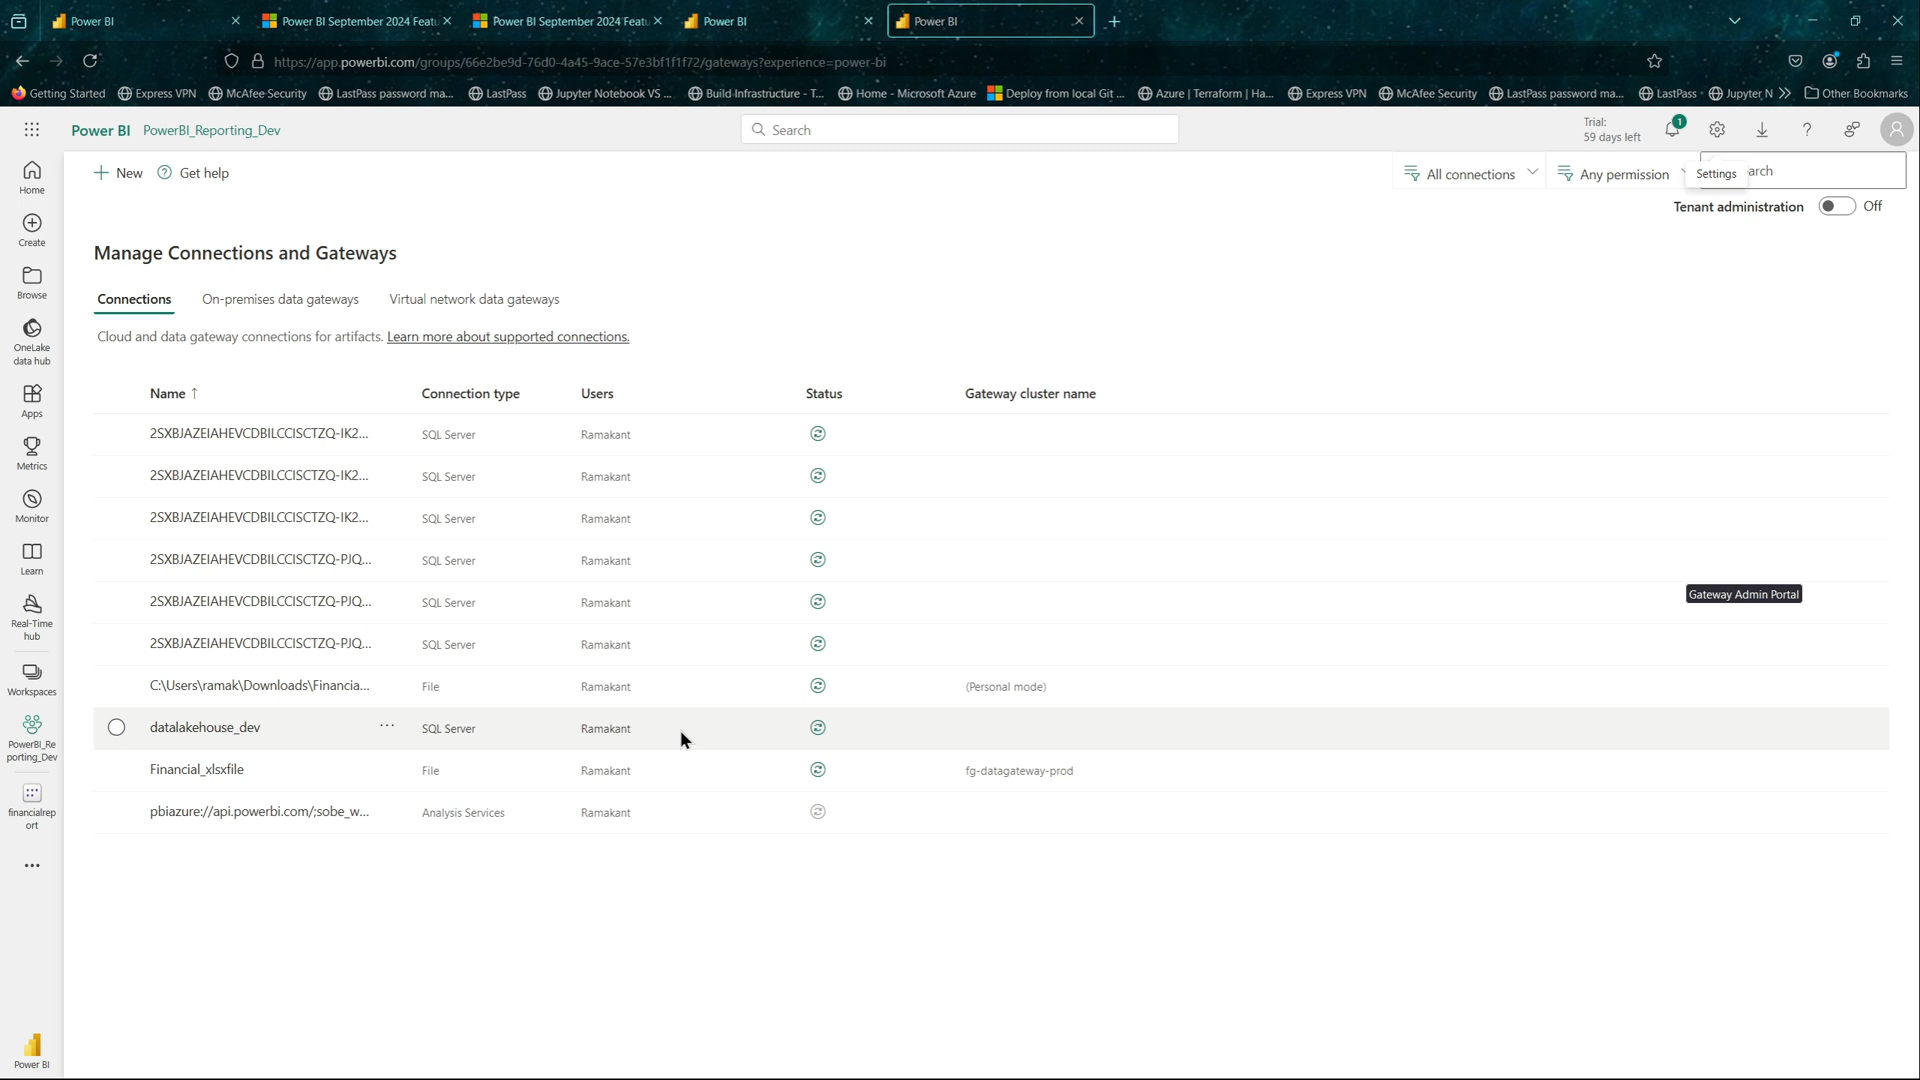 Power BI
Power BI September 2024 Featu
Power BI September 2024 Featu
Power BI
Power BI
https://app.powerbi.com/groups/66e2be9d-76d0-4a45-9ace-57e3bf1f1f72/gateways?experience=power-bi
Getting Started Express VPN McAfee Security LastPass password ma... LastPass Jupyter Notebook VS ... Build-Infrastructure - T... Home - Microsoft Azure Deploy from local Git ... Azure | Terraform | Ha... Express VPN McAfee Security LastPass password ma... LastPass Jupyter N Other Bookmarks
Power BI PowerBI_Reporting_Dev
Search
Trial:
59 days left
1
Home
Create
Browse
OneLake
data hub
Apps
Metrics
Monitor
Learn
Real-Time
hub
Workspaces
PowerBI_Re
porting_Dev
financialrep
ort
Power BI
New Get help
All connections Any permission Settings arch
Tenant administration Off
Manage Connections and Gateways
Connections On-premises data gateways Virtual network data gateways
Cloud and data gateway connections for artifacts. Learn more about supported connections.
Name ↑ Connection type Users Status Gateway cluster name
2SXBJAZEIAHEVCDBILCCISCTZQ-IK2... SQL Server Ramakant
2SXBJAZEIAHEVCDBILCCISCTZQ-IK2... SQL Server Ramakant
2SXBJAZEIAHEVCDBILCCISCTZQ-IK2... SQL Server Ramakant
2SXBJAZEIAHEVCDBILCCISCTZQ-PJQ... SQL Server Ramakant
2SXBJAZEIAHEVCDBILCCISCTZQ-PJQ... SQL Server Ramakant
Gateway Admin Portal
2SXBJAZEIAHEVCDBILCCISCTZQ-PJQ... SQL Server Ramakant
C:\Users\ramak\Downloads\Financia... File Ramakant (Personal mode)
datalakehouse_dev ... SQL Server Ramakant
Financial_xlsxfile File Ramakant fg-datagateway-prod
pbiazure://api.powerbi.com/;sobe_w... Analysis Services Ramakant